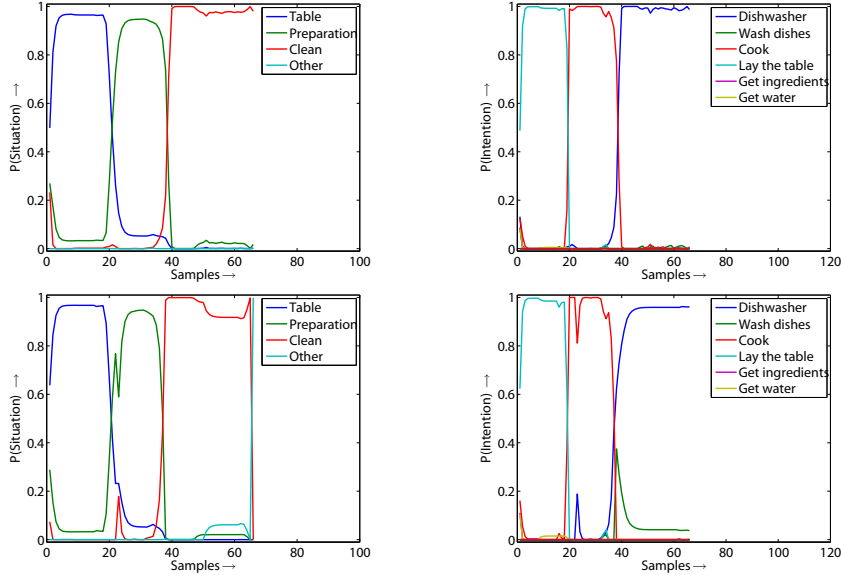 1
0.8
0.6
0.4
0.2
0
P(Situation) →
0 20 40 60 80 100
Samples →
Table
Preparation
Clean
Other
1
0.8
0.6
0.4
0.2
0
P(Intention) →
0 20 40 60 80 100 120
Samples →
Dishwasher
Wash dishes
Cook
Lay the table
Get ingredients
Get water
1
0.8
0.6
0.4
0.2
0
P(Situation) →
0 20 40 60 80 100
Samples →
Table
Preparation
Clean
Other
1
0.8
0.6
0.4
0.2
0
P(Intention) →
0 20 40 60 80 100 120
Samples →
Dishwasher
Wash dishes
Cook
Lay the table
Get ingredients
Get water